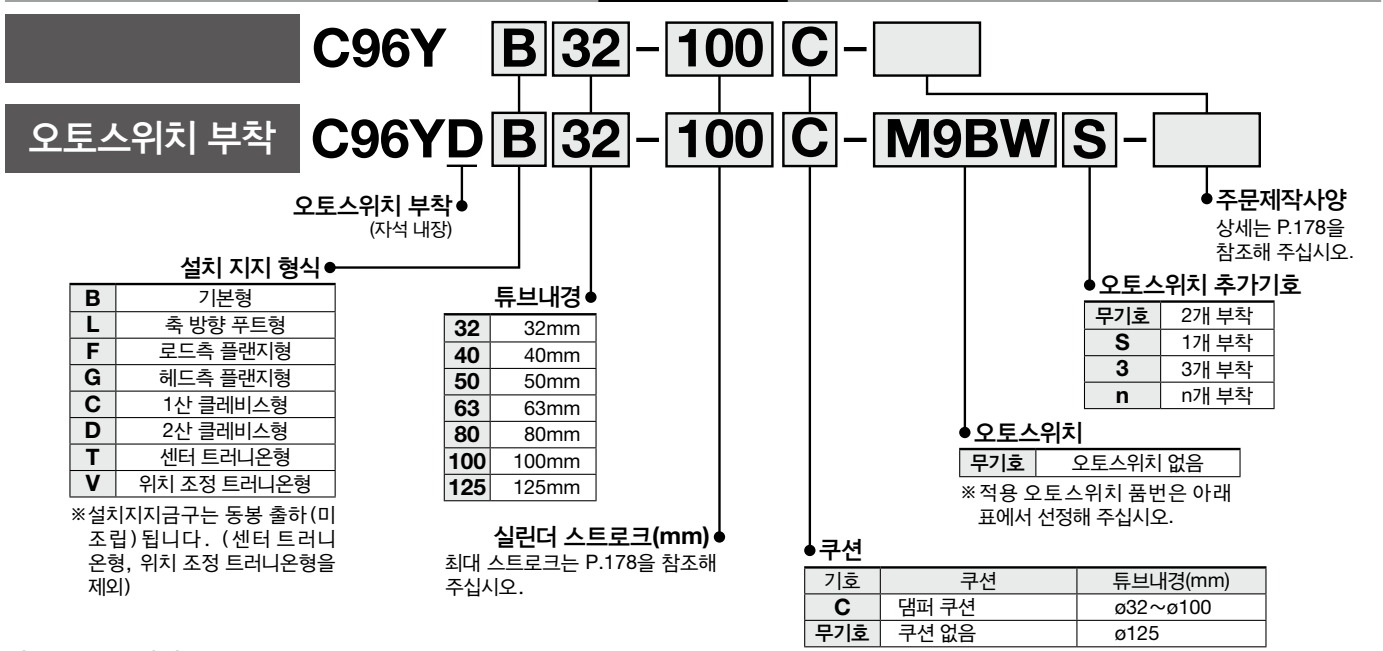 C96Y B 32 - 100 C -
오토스위치 부착 C96YD B 32 - 100 C - M9BW S -
오토스위치 부착
(자석 내장)
주문제작사양
상세는 P.178을
참조해 주십시오.
설치 지지 형식
B 기본형
L 축 방향 푸트형
F 로드측 플랜지형
G 헤드측 플랜지형
C 1산 클레비스형
D 2산 클레비스형
T 센터 트러니온형
V 위치 조정 트러니온형
※설치지지금구는 동봉 출하(미
조립)됩니다. (센터 트러니
온형, 위치 조정 트러니온형을
제외)
튜브내경
32 32mm
40 40mm
50 50mm
63 63mm
80 80mm
100 100mm
125 125mm
실린더 스트로크(mm)
최대 스트로크는 P.178을 참조해
주십시오.
오토스위치 추가기호
무기호 2개 부착
S 1개 부착
3 3개 부착
n n개 부착
오토스위치
무기호 오토스위치 없음
※적용 오토스위치 품번은 아래
표에서 선정해 주십시오.
쿠션
기호 쿠션 튜브내경(mm)
C 댐퍼 쿠션 ø32～ø100
무기호 쿠션 없음 ø125